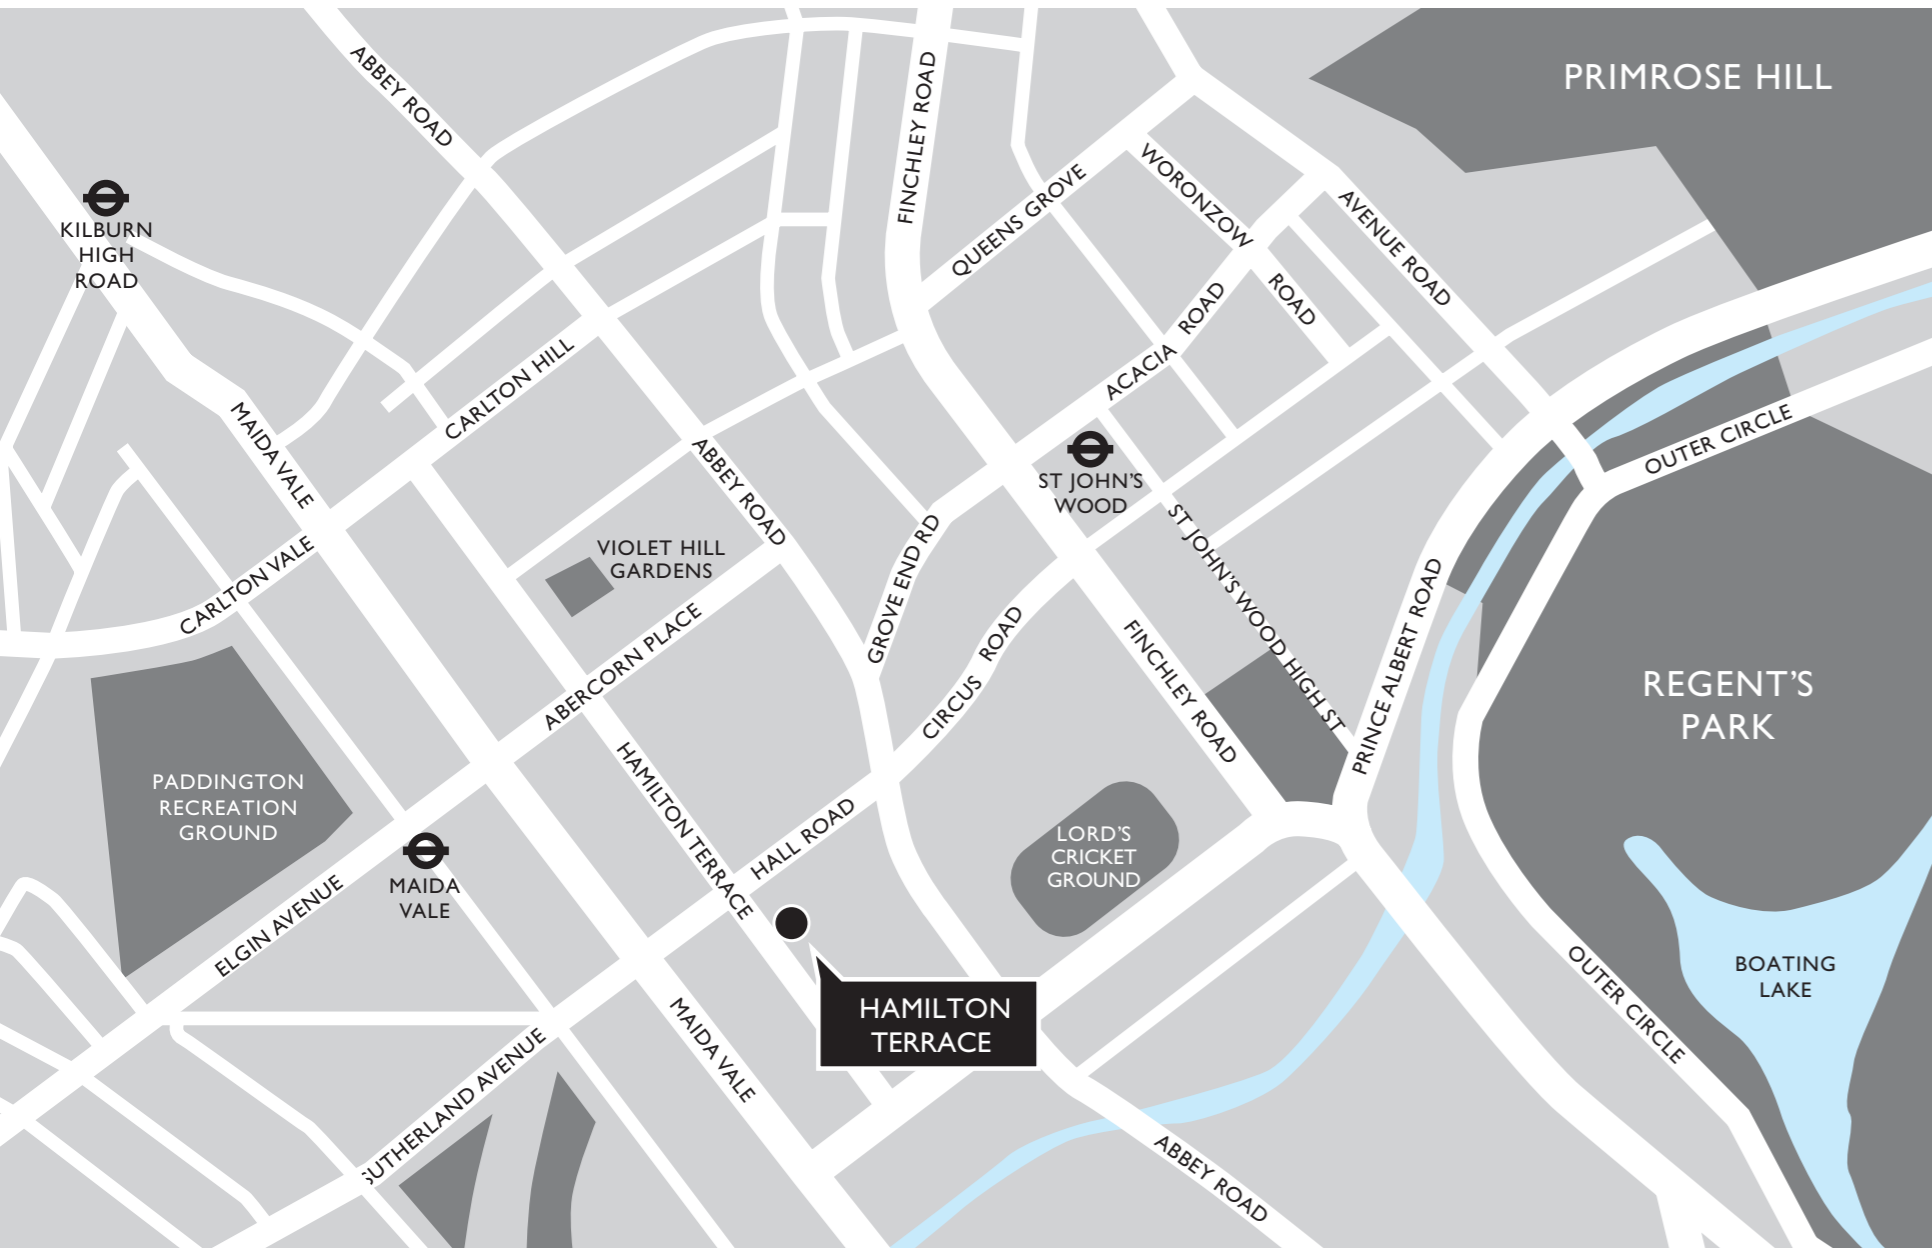 PRIMROSE HILL
ABBEY ROAD
FINCHLEY ROAD
WORONZOW
ROAD
QUEENS GROVE
AVENUE ROAD
KILBURN
HIGH
ROAD
ACACIA ROAD
CARLTON HILL
MAIDA VALE
OUTER CIRCLE
ABBEY ROAD
ST JOHN'S
WOOD
GROVE END RD
ST JOHN'S WOOD HIGH ST
VIOLET HILL
GARDENS
CARLTON VALE
PRINCE ALBERT ROAD
CIRCUS ROAD
ABERCORN PLACE
FINCHLEY ROAD
REGENT'S
PARK
HAMILTON TERRACE
PADDINGTON
RECREATION
GROUND
HALL ROAD
LORD'S
CRICKET
GROUND
MAIDA
VALE
ELGIN AVENUE
BOATING
LAKE
OUTER CIRCLE
HAMILTON
TERRACE
MAIDA VALE
SUTHERLAND AVENUE
ABBEY ROAD